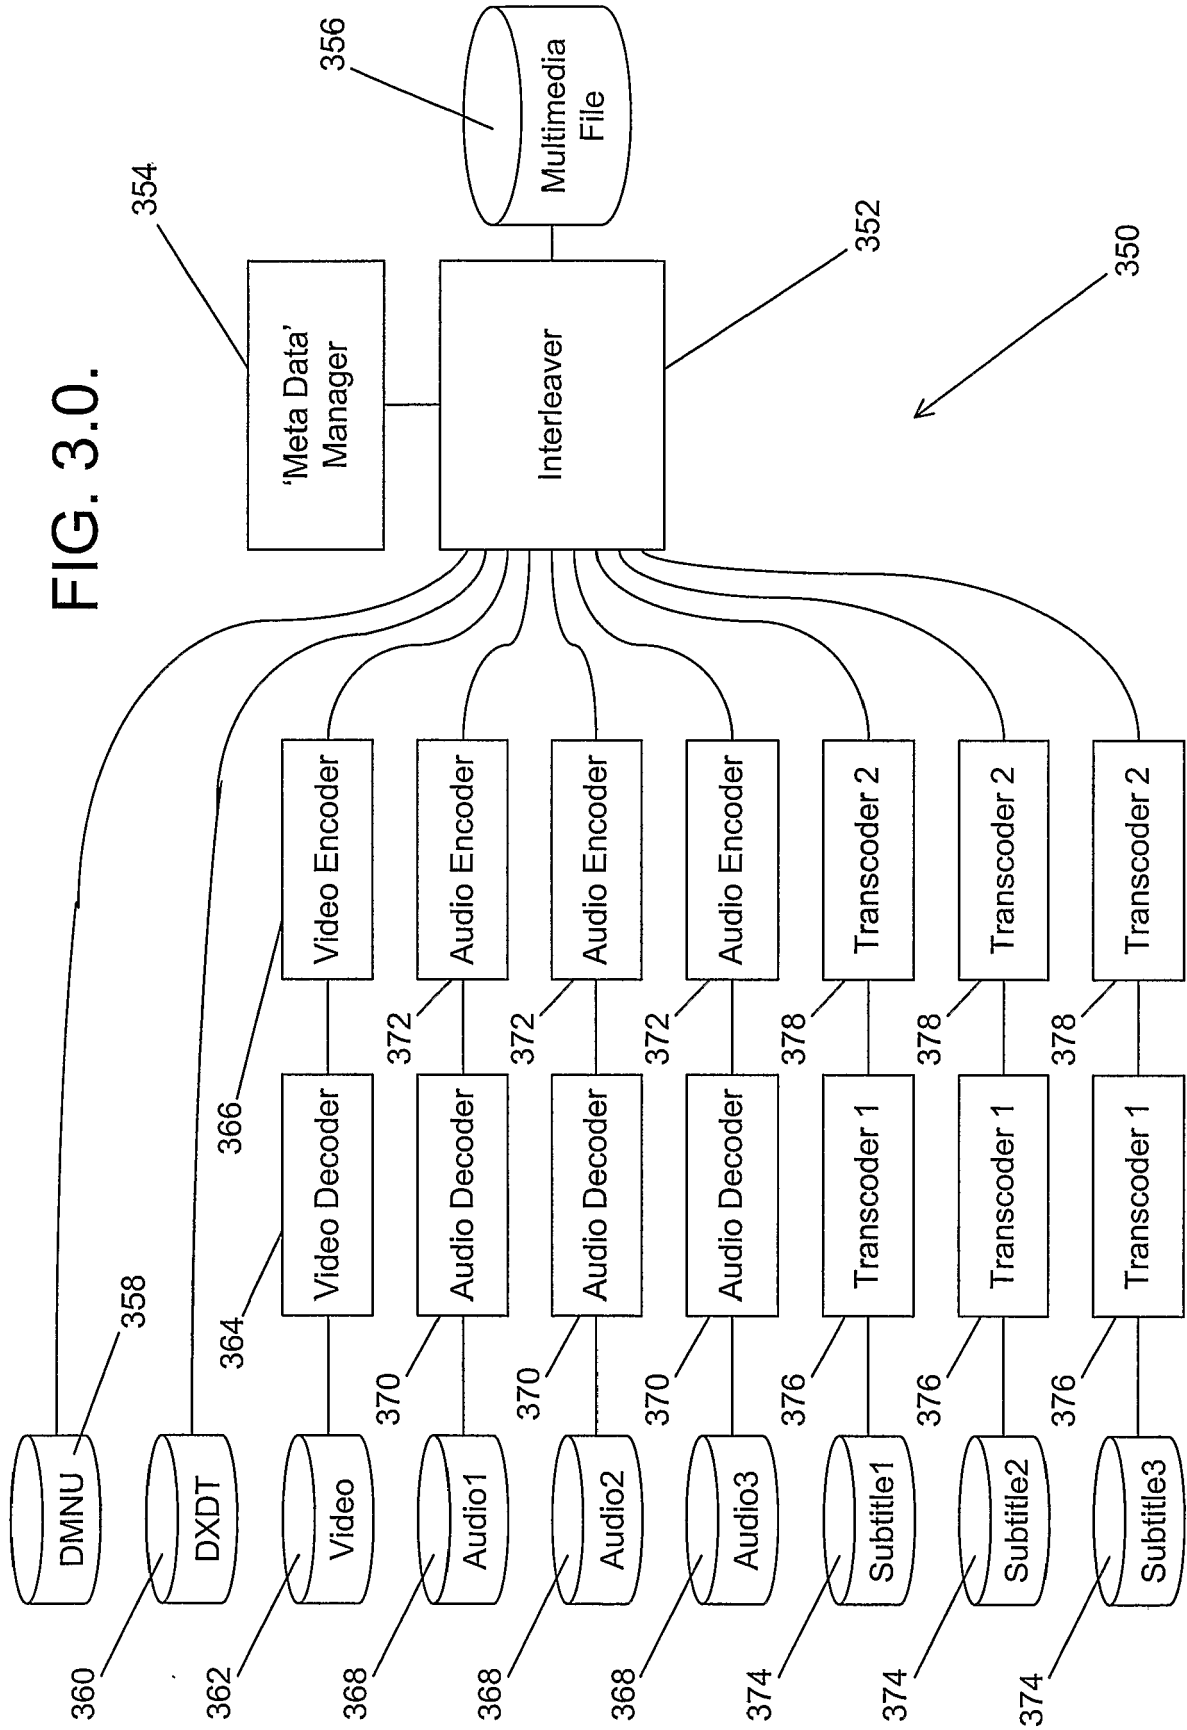 FIG. 3.0.
360
DMNU
358
362
DXDT
364
366
Video
Video Decoder
Video Encoder
354
'Meta Data'
Manager
356
368
Audio1
370
Audio Decoder
372
Audio Encoder
368
Audio2
370
Audio Decoder
372
Audio Encoder
Interleaver
Multimedia
File
368
Audio3
370
Audio Decoder
372
Audio Encoder
352
374
Subtitle1
376
Transcoder 1
378
Transcoder 2
374
Subtitle2
376
Transcoder 1
378
Transcoder 2
350
374
Subtitle3
376
Transcoder 1
378
Transcoder 2